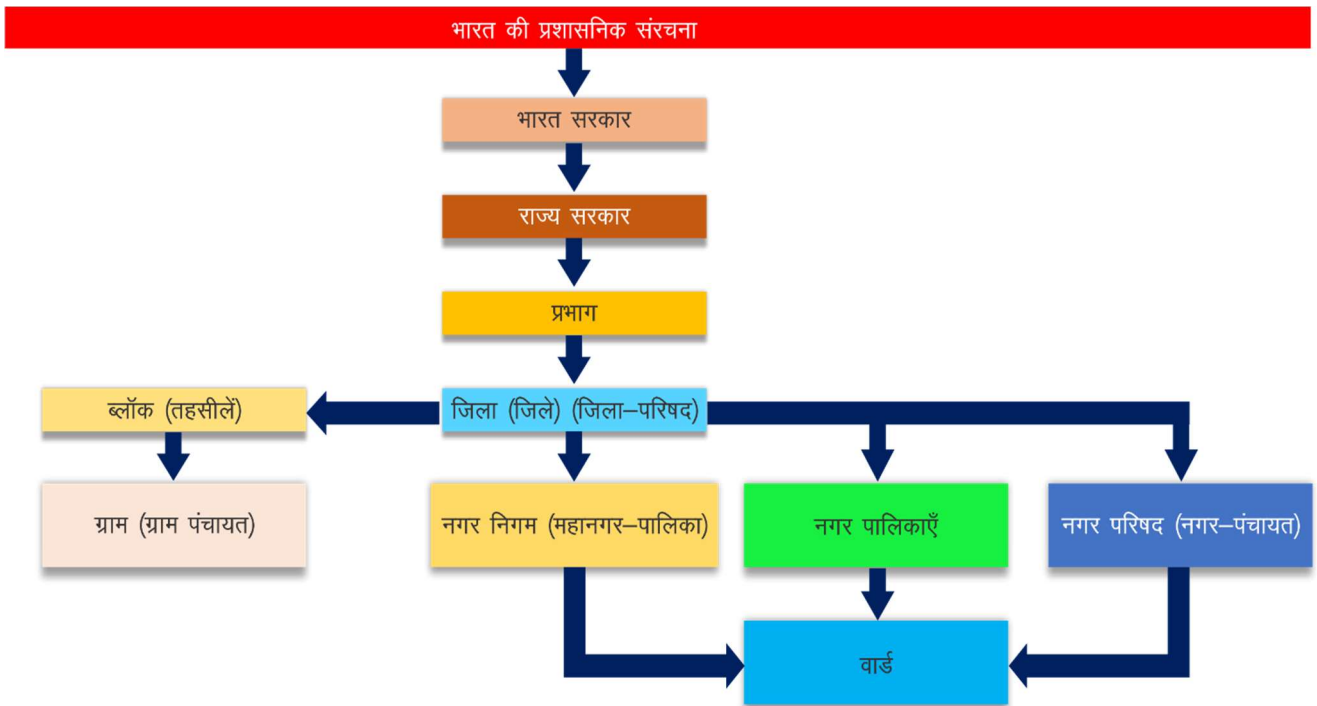 भारत की प्रशासनिक संरचना
भारत सरकार
राज्य सरकार
प्रभाग
ब्लॉक (तहसीलें)
जिला (जिले) (जिला–परिषद)
ग्राम (ग्राम पंचायत)
नगर निगम (महानगर–पालिका)
नगर पालिकाएँ
नगर परिषद (नगर–पंचायत)
वार्ड